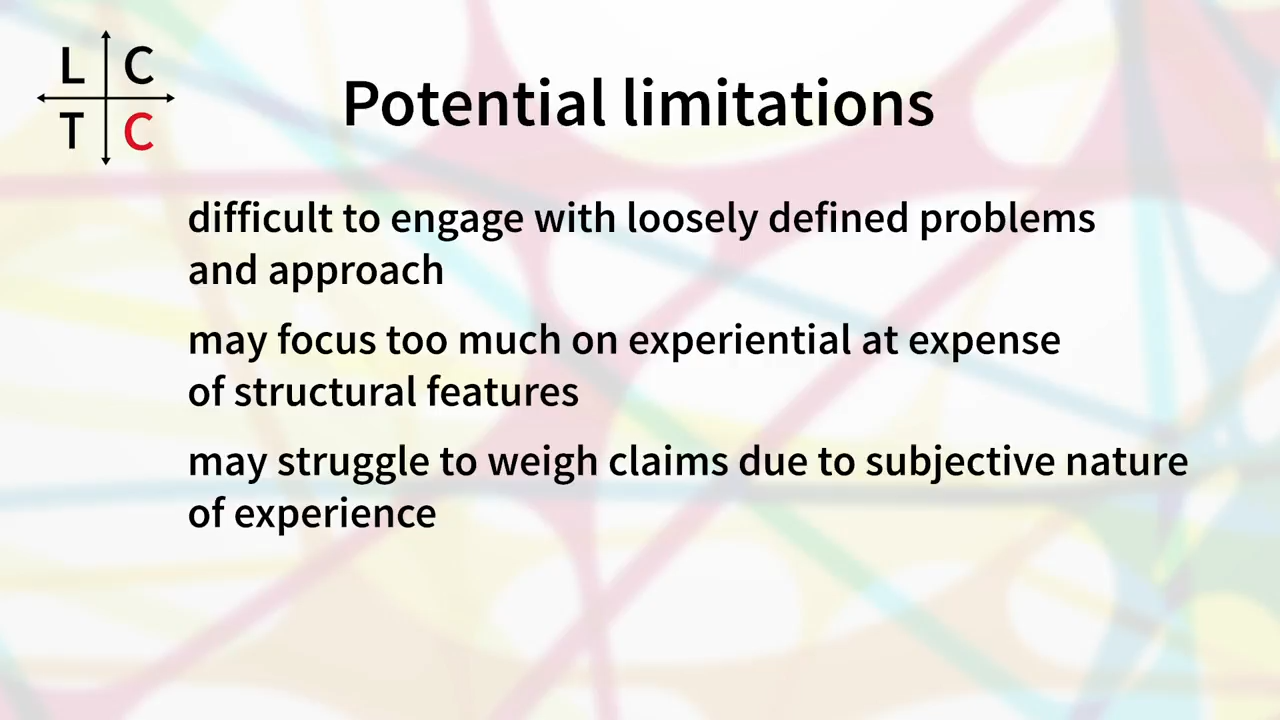 L C
T C
Potential limitations
difficult to engage with loosely defined problems
and approach
may focus too much on experiential at expense
of structural features
may struggle to weigh claims due to subjective nature
of experience